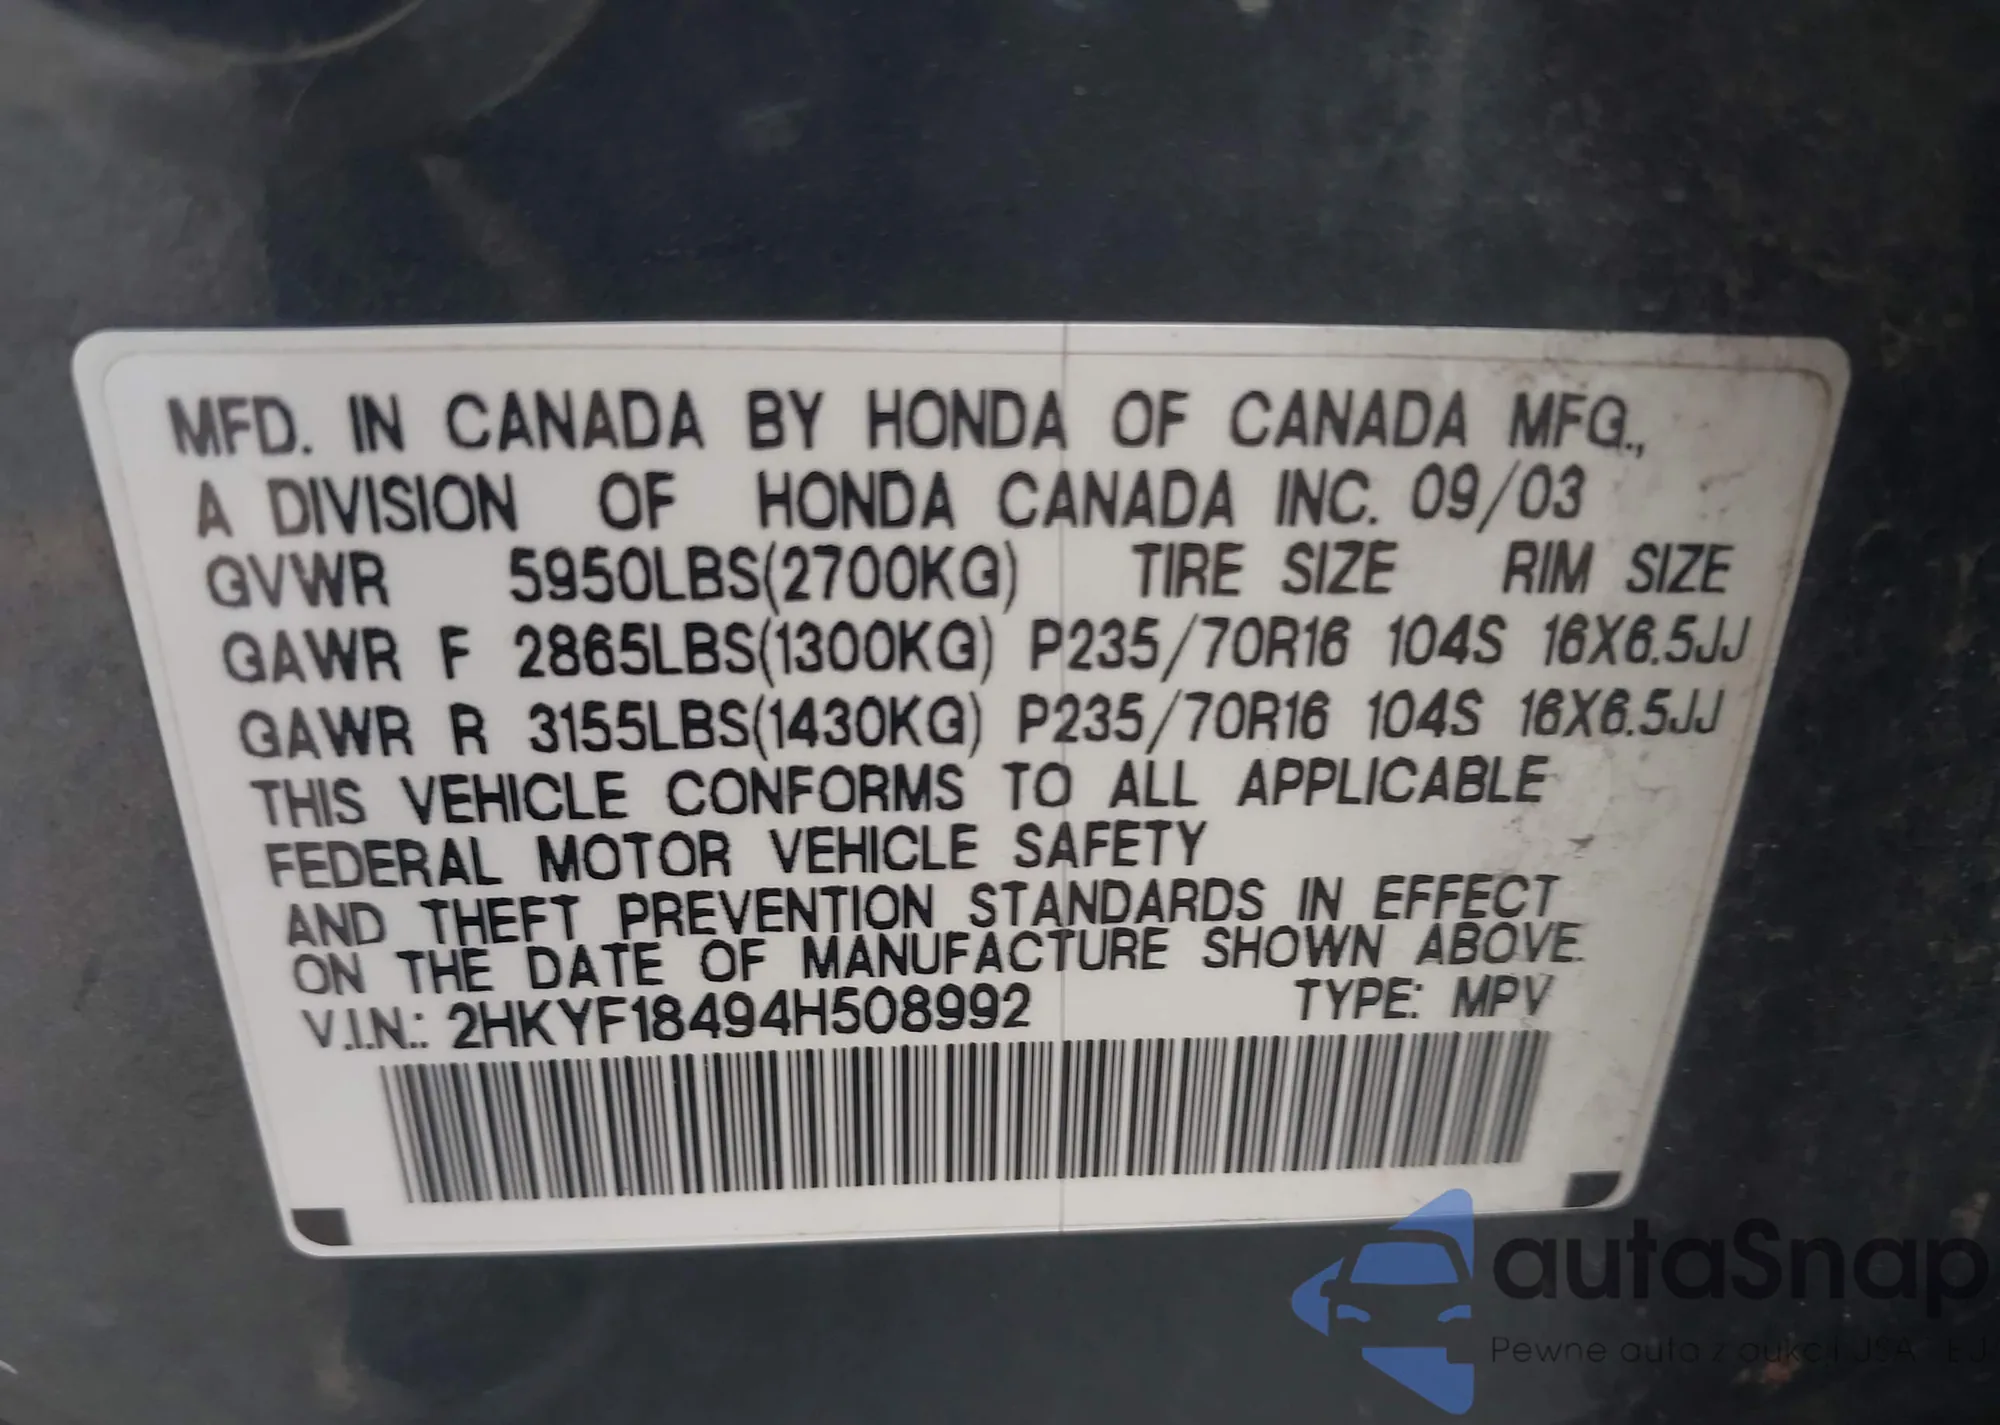 MFD. IN CANADA BY HONDA OF CANADA MFG.,
A DIVISION OF HONDA CANADA INC. 09/03
GVWR 5950LBS(2700KG) TIRE SIZE RIM SIZE
GAWR F 2865LBS(1300KG) P235/70R16 104S 16X6.5JJ
GAWR R 3155LBS(1430KG) P235/70R16 104S 16X6.5JJ
THIS VEHICLE CONFORMS TO ALL APPLICABLE
FEDERAL MOTOR VEHICLE SAFETY
AND THEFT PREVENTION STANDARDS IN EFFECT
ON THE DATE OF MANUFACTURE SHOWN ABOVE.
V.I.N.: 2HKYF18494H508992 TYPE: MPV
autaSnap
Pewne auta z aukcji